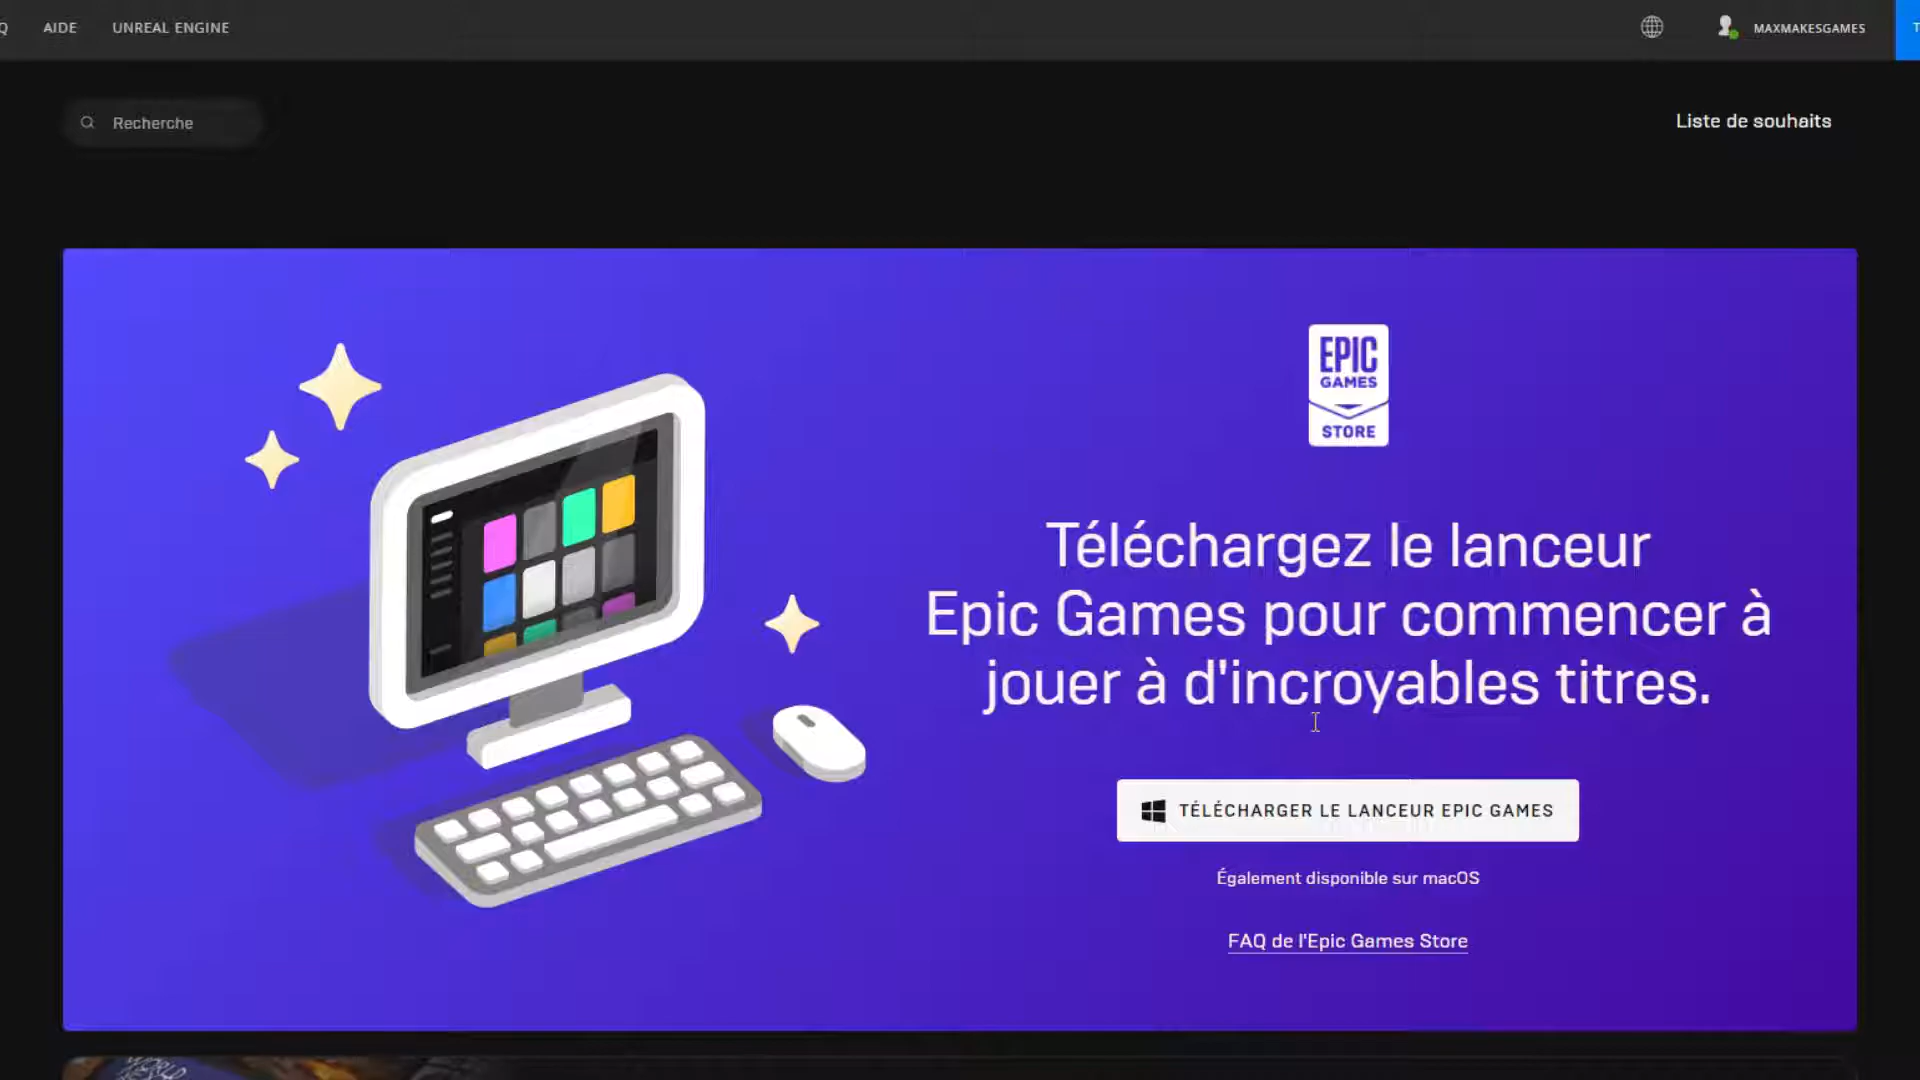 Q AIDE UNREAL ENGINE MAXMAKESGAMES T
Recherche Liste de souhaits
EPIC
GAMES
STORE
Téléchargez le lanceur
Epic Games pour commencer à
jouer à d'incroyables titres.
TÉLÉCHARGER LE LANCEUR EPIC GAMES
Également disponible sur macOS
FAQ de l'Epic Games Store
WORLD